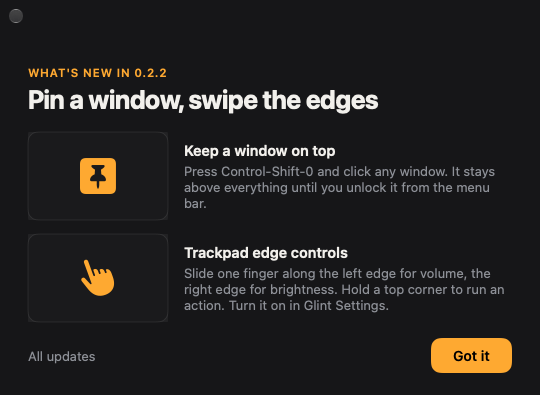 WHAT'S NEW IN 0.2.2
Pin a window, swipe the edges
Keep a window on top
Press Control-Shift-0 and click any window. It stays
above everything until you unlock it from the menu
bar.
Trackpad edge controls
Slide one finger along the left edge for volume, the
right edge for brightness. Hold a top corner to run an
action. Turn it on in Glint Settings.
All updates
Got it